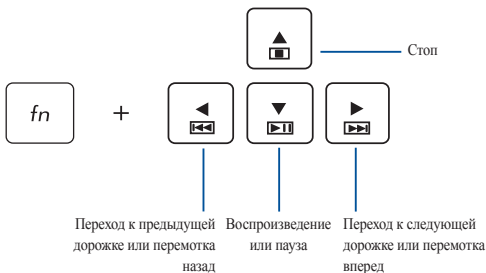 Стоп
fn
+
Переход к предыдущей
дорожке или перемотка
назад
Воспроизведение
или пауза
Переход к следующей
дорожке или перемотка
вперед